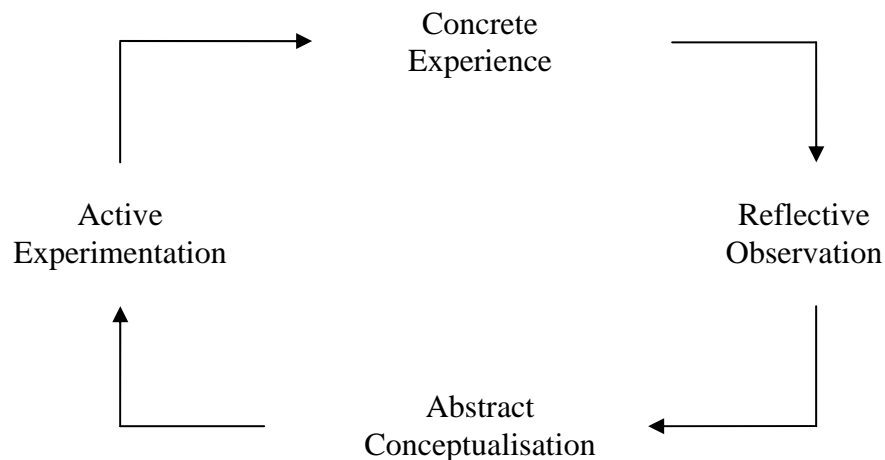 Concrete
Experience
Active
Experimentation
Reflective
Observation
Abstract
Conceptualisation